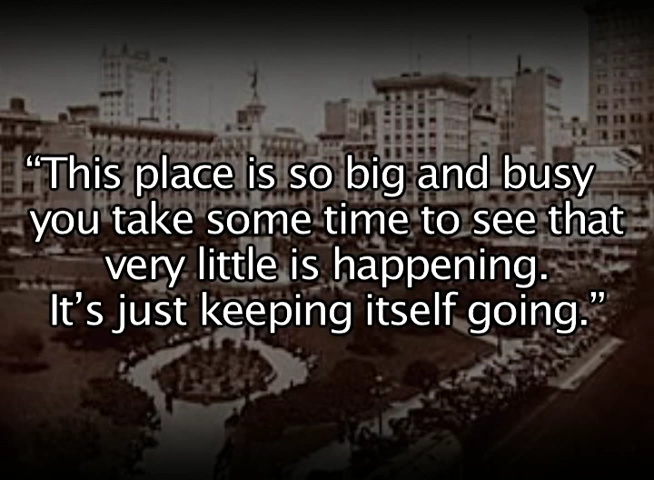 “This place is so big and busy
you take some time to see that
very little is happening.
It’s just keeping itself going.”